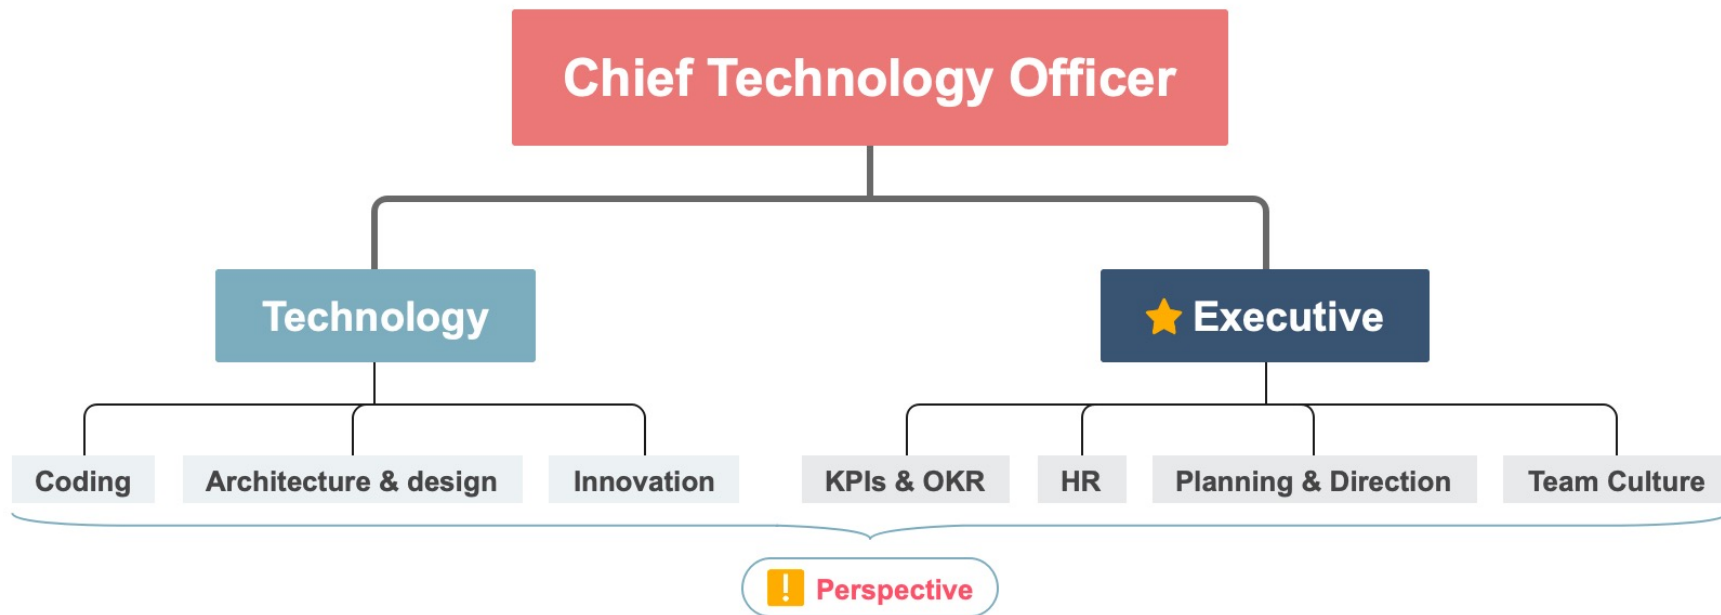 Chief Technology Officer
Technology
Executive
Coding
Architecture & design
Innovation
KPIs & OKR
HR
Planning & Direction
Team Culture
Perspective